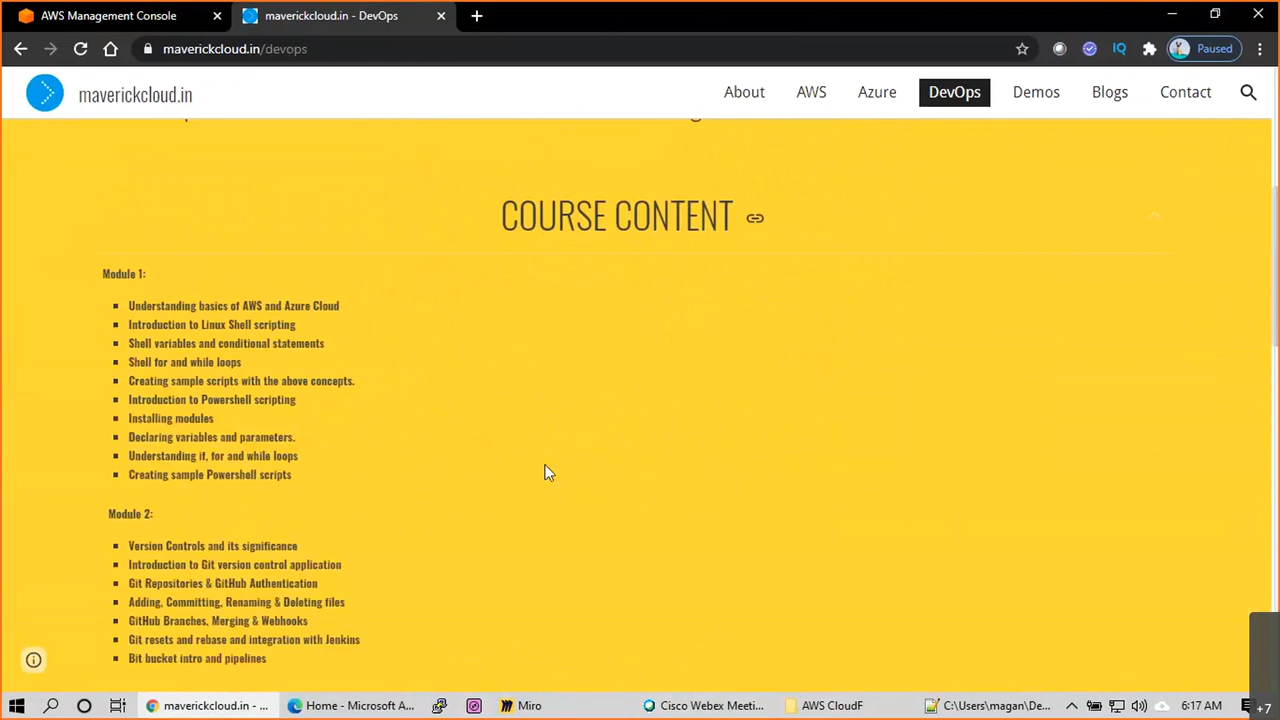 AWS Management Console
maverickcloud.in - DevOps
maverickcloud.in/devops
IQ
Paused
maverickcloud.in
About
AWS
Azure
DevOps
Demos
Blogs
Contact
COURSE CONTENT
Module 1:
Understanding basics of AWS and Azure Cloud
Introduction to Linux Shell scripting
Shell variables and conditional statements
Shell for and while loops
Creating sample scripts with the above concepts.
Introduction to Powershell scripting
Installing modules
Declaring variables and parameters.
Understanding if, for and while loops
Creating sample Powershell scripts
Module 2:
Version Controls and its significance
Introduction to Git version control application
Git Repositories & GitHub Authentication
Adding, Committing, Renaming & Deleting files
GitHub Branches, Merging & Webhooks
Git resets and rebase and integration with Jenkins
Bit bucket intro and pipelines
maverickcloud.in - ...
Home - Microsoft A...
Miro
Cisco Webex Meeti...
AWS CloudF
C:\Users\magan\De...
6:17 AM
+7